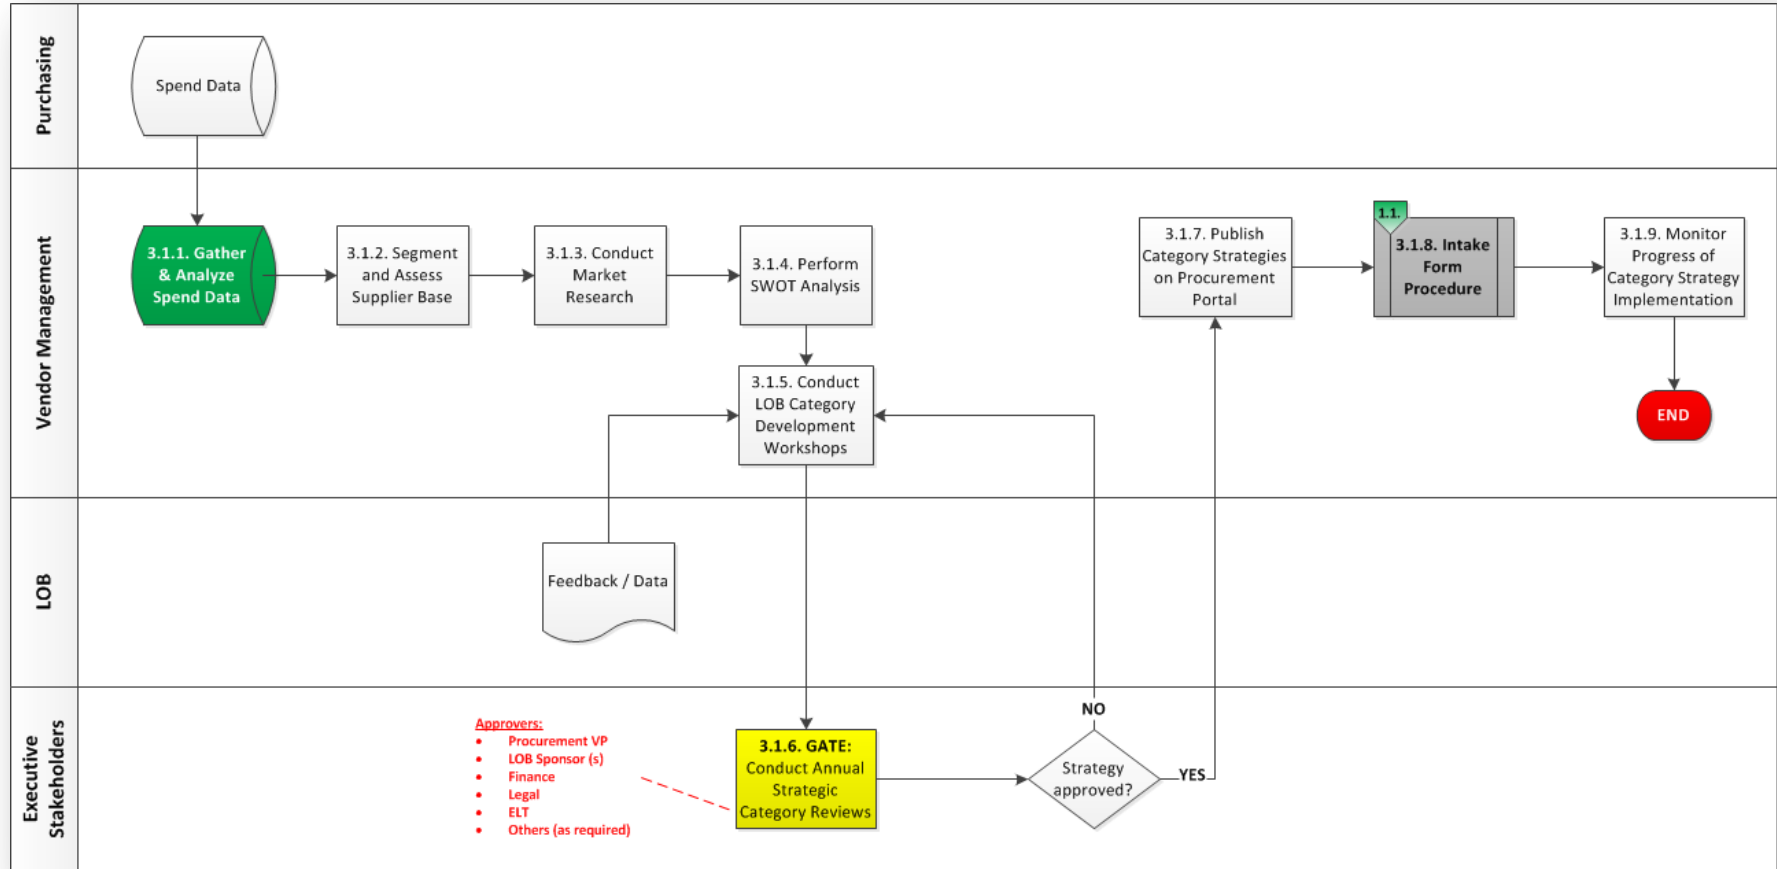 Purchasing
Spend Data
Vendor Management
3.1.1. Gather
& Analyze
Spend Data
3.1.2. Segment
and Assess
Supplier Base
3.1.3. Conduct
Market
Research
3.1.4. Perform
SWOT Analysis
3.1.5. Conduct
LOB Category
Development
Workshops
3.1.7. Publish
Category Strategies
on Procurement
Portal
1.1.
3.1.8. Intake
Form
Procedure
3.1.9. Monitor
Progress of
Category Strategy
Implementation
END
LOB
Feedback / Data
Executive
Stakeholders
Approvers:
• Procurement VP
• LOB Sponsor (s)
• Finance
• Legal
• ELT
• Others (as required)
3.1.6. GATE:
Conduct Annual
Strategic
Category Reviews
NO
Strategy
approved?
YES